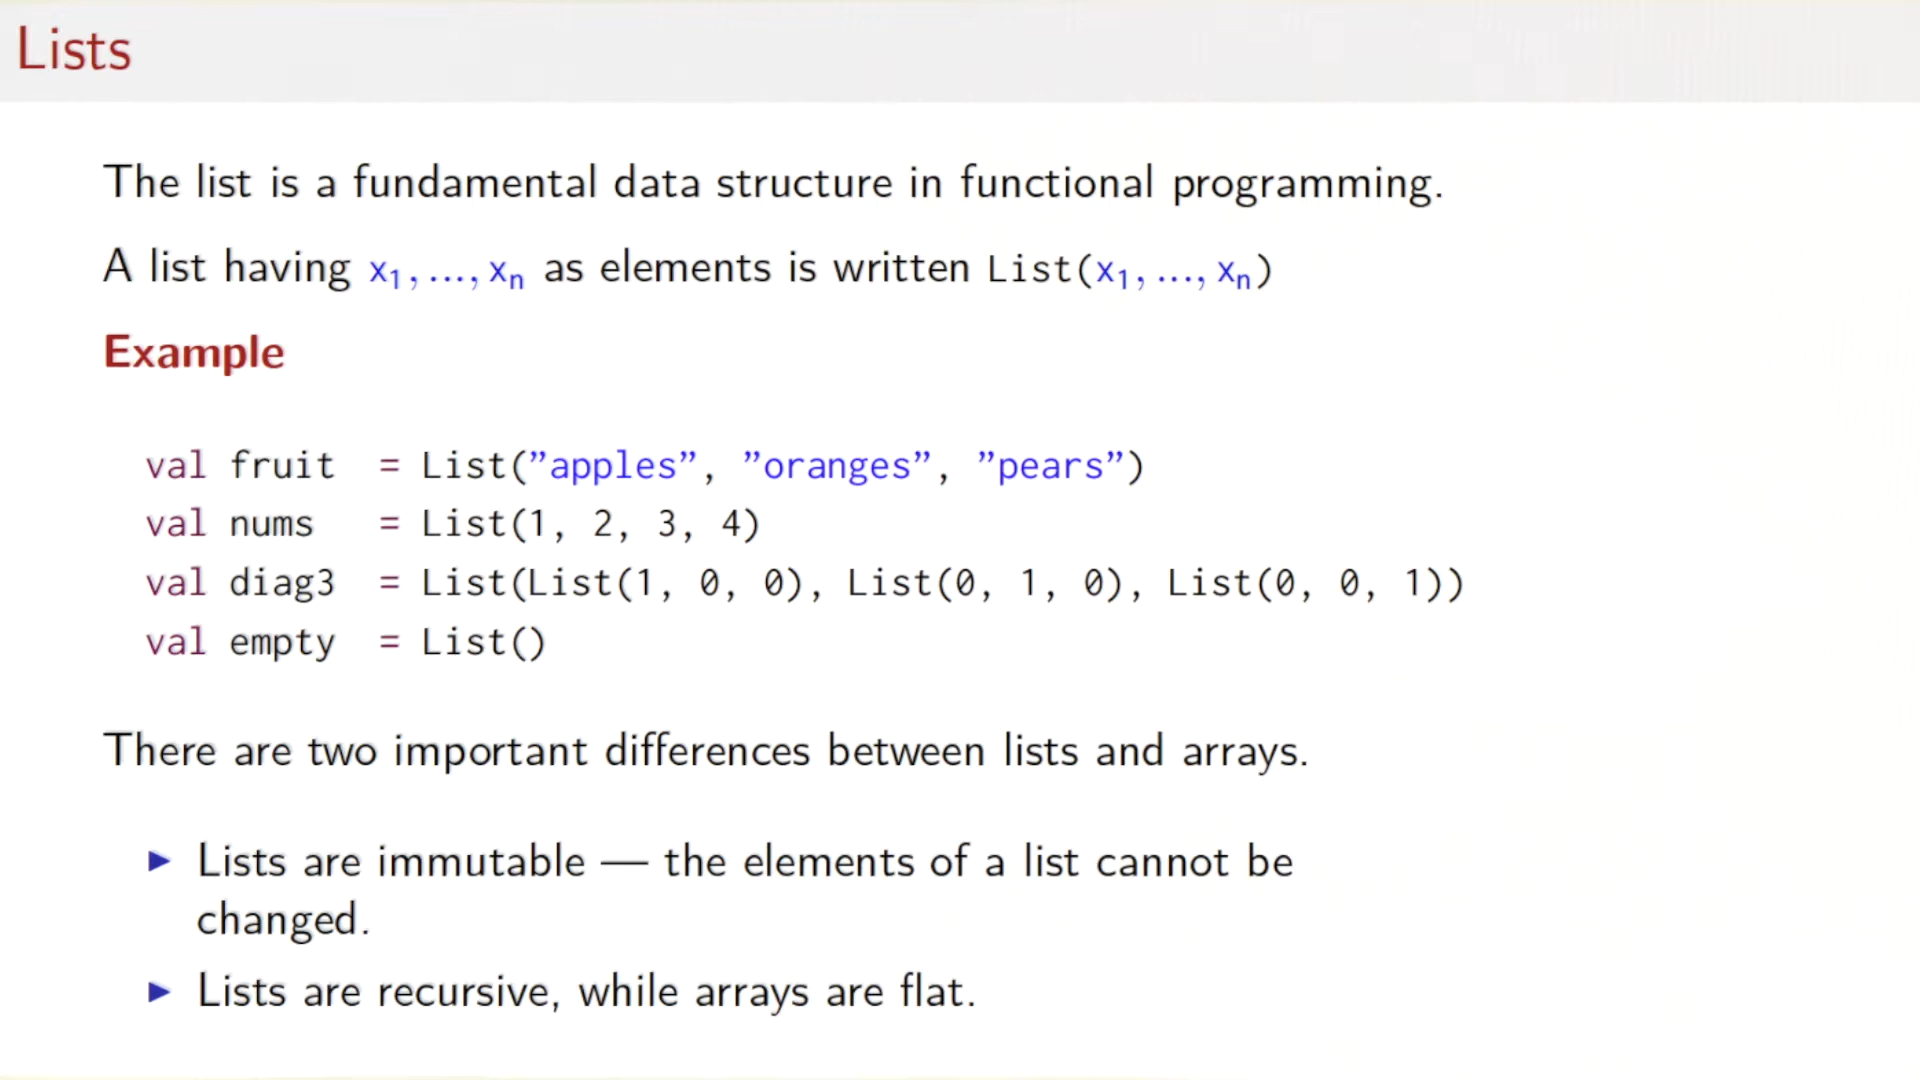 Lists
The list is a fundamental data structure in functional programming.
A list having x₁, ..., xₙ as elements is written List(x₁, ..., xₙ)
Example
val fruit  = List(”apples”, ”oranges”, ”pears”)
val nums   = List(1, 2, 3, 4)
val diag3  = List(List(1, 0, 0), List(0, 1, 0), List(0, 0, 1))
val empty  = List()
There are two important differences between lists and arrays.
▶ Lists are immutable — the elements of a list cannot be
changed.
▶ Lists are recursive, while arrays are flat.